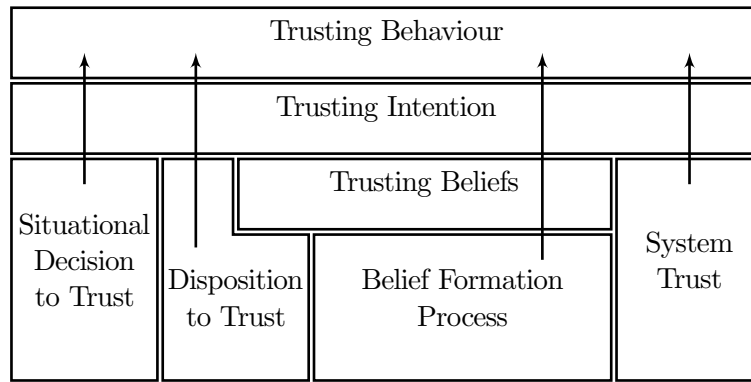 Trusting Behaviour
Trusting Intention
Trusting Beliefs
Situational
Decision
to Trust
Disposition
to Trust
Belief Formation
Process
System
Trust